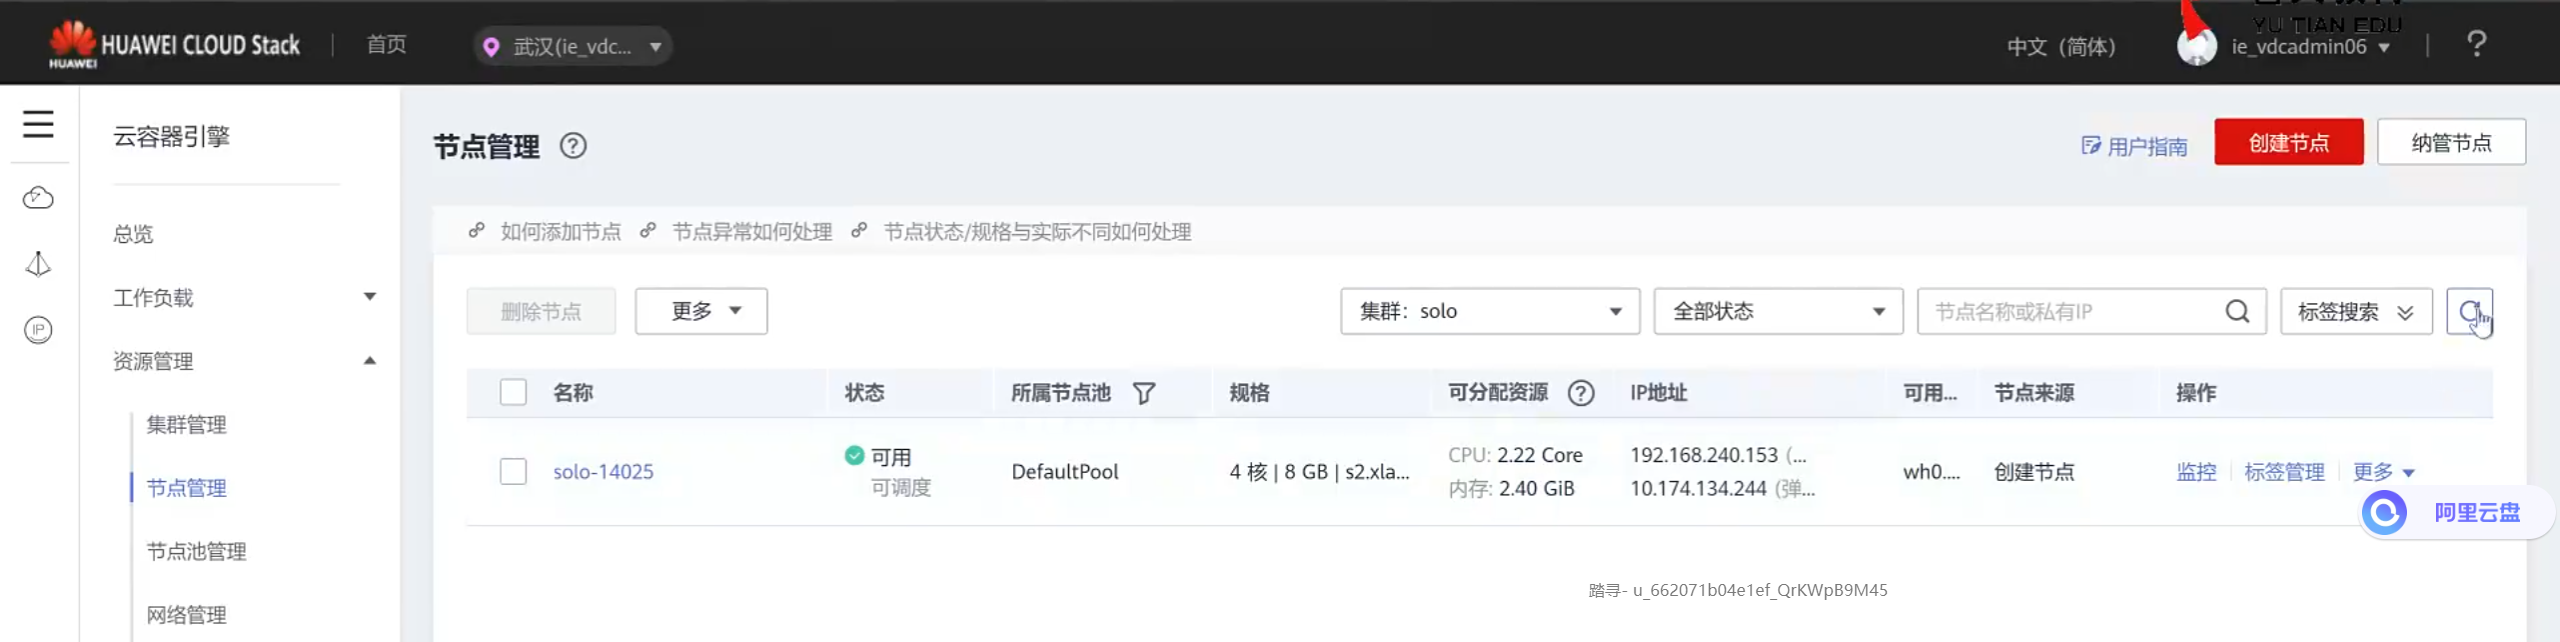 HUAWEI
HUAWEI CLOUD Stack
首页
武汉(ie_vdc...
中文（简体）
YU TIAN EDU
ie_vdcadmin06
?
云容器引擎
总览
工作负载
资源管理
集群管理
节点管理
节点池管理
网络管理
IP
节点管理 ?
用户指南
创建节点
纳管节点
如何添加节点 节点异常如何处理 节点状态/规格与实际不同如何处理
删除节点 更多 集群：solo 全部状态 节点名称或私有IP 标签搜索
名称 状态 所属节点池 规格 可分配资源 ? IP地址 可用... 节点来源 操作
solo-14025 可用 DefaultPool 4 核 | 8 GB | s2.xla... CPU: 2.22 Core 192.168.240.153 (... wh0.... 创建节点 监控 标签管理 更多
可调度 内存: 2.40 GiB 10.174.134.244 (弹...
阿里云盘
踏寻- u_662071b04e1ef_QrKWpB9M45